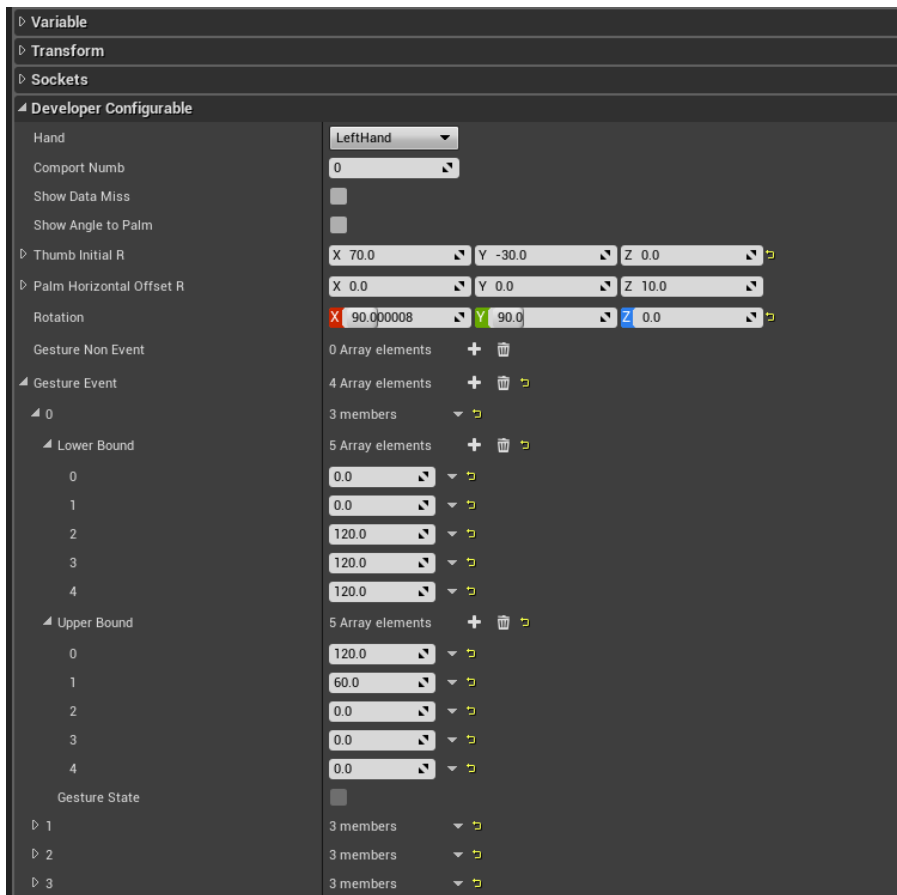 Variable
Transform
Sockets
Developer Configurable
Hand LeftHand
Comport Numb 0
Show Data Miss
Show Angle to Palm
Thumb Initial R X 70.0 Y -30.0 Z 0.0
Palm Horizontal Offset R X 0.0 Y 0.0 Z 10.0
Rotation X 90.000008 Y 90.0 Z 0.0
Gesture Non Event 0 Array elements
Gesture Event 4 Array elements
0 3 members
Lower Bound 5 Array elements
0 0.0
1 0.0
2 120.0
3 120.0
4 120.0
Upper Bound 5 Array elements
0 120.0
1 60.0
2 0.0
3 0.0
4 0.0
Gesture State
1 3 members
2 3 members
3 3 members